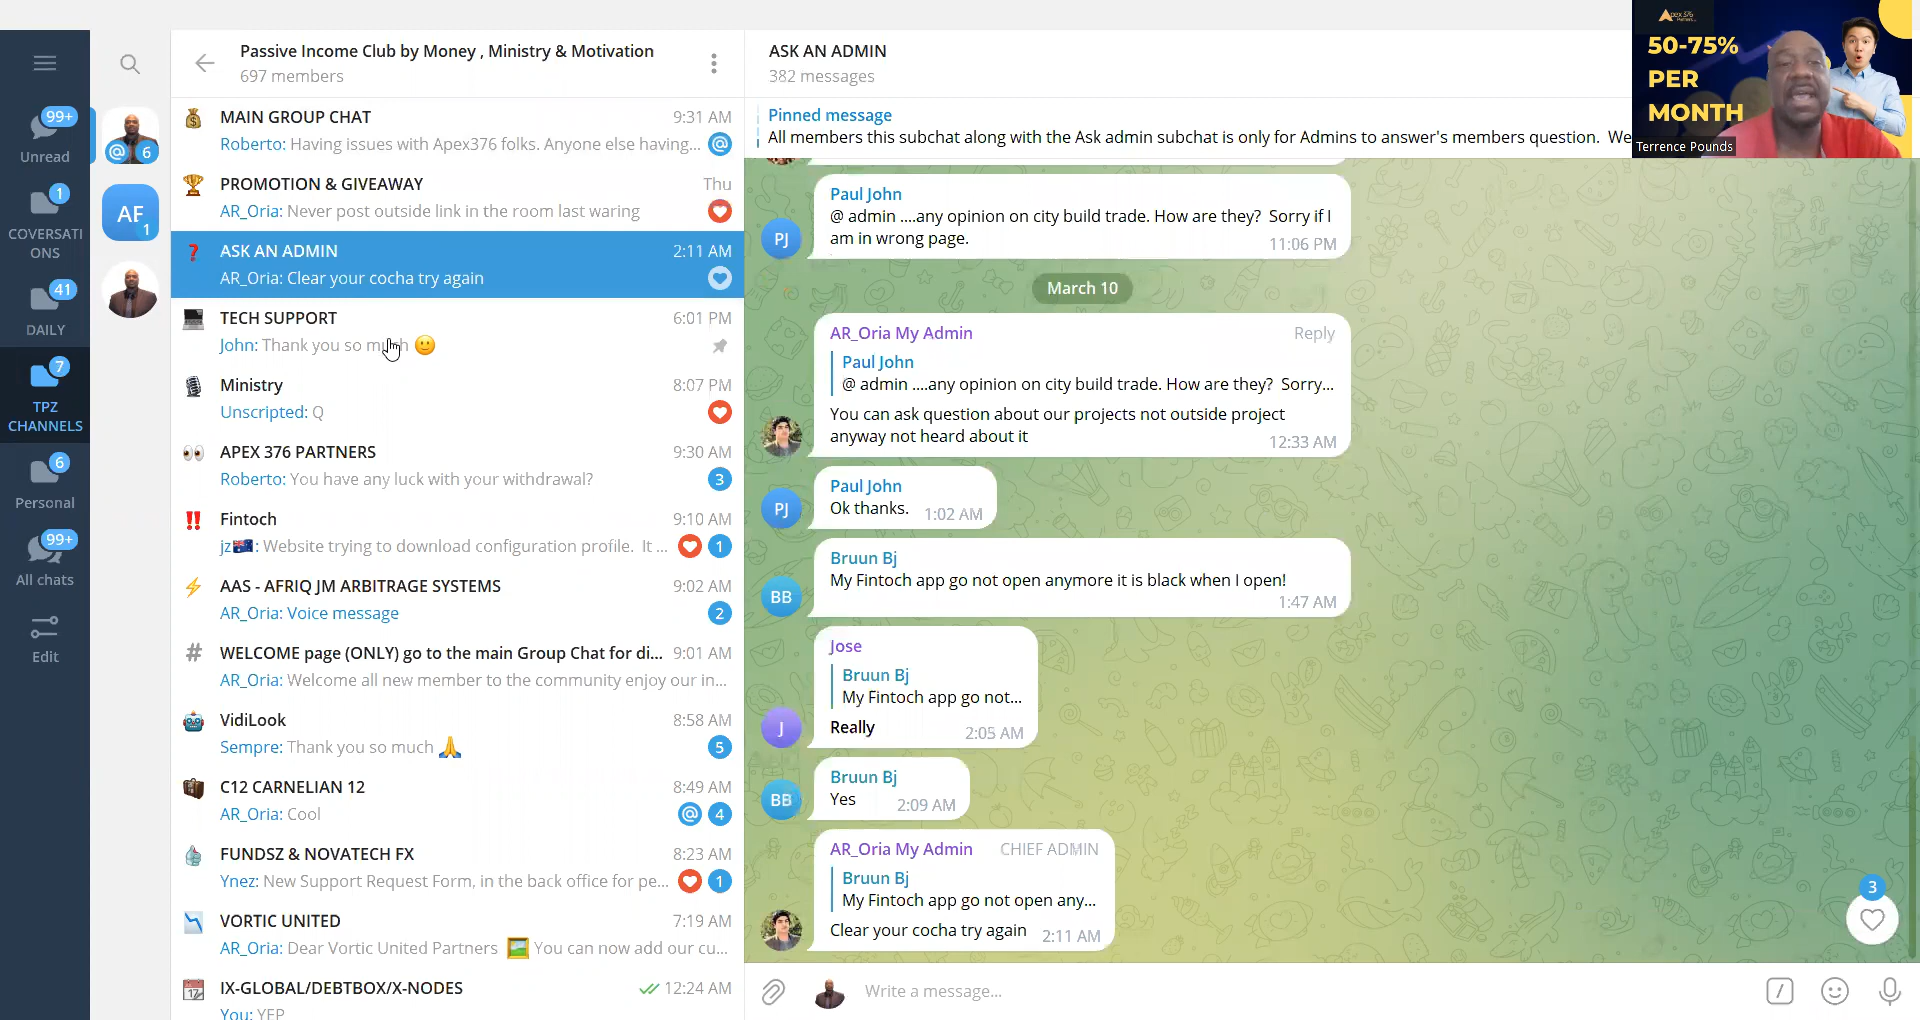 99+
Unread
1
COVERSATI
ONS
41
DAILY
7
TPZ
CHANNELS
6
Personal
99+
All chats
Edit
@ 6
AF
1
Passive Income Club by Money , Ministry & Motivation
697 members
MAIN GROUP CHAT 9:31 AM
Roberto: Having issues with Apex376 folks. Anyone else having... @
PROMOTION & GIVEAWAY Thu
AR_Oria: Never post outside link in the room last waring
ASK AN ADMIN 2:11 AM
AR_Oria: Clear your cocha try again
TECH SUPPORT 6:01 PM
John: Thank you so much
Ministry 8:07 PM
Unscripted: Q
APEX 376 PARTNERS 9:30 AM
Roberto: You have any luck with your withdrawal? 3
Fintoch 9:10 AM
jz: Website trying to download configuration profile. It ... 1
AAS - AFRIQ JM ARBITRAGE SYSTEMS 9:02 AM
AR_Oria: Voice message 2
# WELCOME page (ONLY) go to the main Group Chat for di... 9:01 AM
AR_Oria: Welcome all new member to the community enjoy our in...
VidiLook 8:58 AM
Sempre: Thank you so much 5
C12 CARNELIAN 12 8:49 AM
AR_Oria: Cool @ 4
FUNDSZ & NOVATECH FX 8:23 AM
Ynez: New Support Request Form, in the back office for pe... 1
VORTIC UNITED 7:19 AM
AR_Oria: Dear Vortic United Partners You can now add our cu...
IX-GLOBAL/DEBTBOX/X-NODES 12:24 AM
You: YEP
ASK AN ADMIN
382 messages
Pinned message
All members this subchat along with the Ask admin subchat is only for Admins to answer's members question. We
Paul John
@ admin ....any opinion on city build trade. How are they? Sorry if I
am in wrong page. 11:06 PM
PJ
March 10
AR_Oria My Admin Reply
Paul John
@ admin ....any opinion on city build trade. How are they? Sorry...
You can ask question about our projects not outside project
anyway not heard about it 12:33 AM
Paul John
Ok thanks. 1:02 AM
PJ
Bruun Bj
My Fintoch app go not open anymore it is black when I open!
1:47 AM
BB
Jose
Bruun Bj
My Fintoch app go not...
Really 2:05 AM
J
Bruun Bj
Yes 2:09 AM
BB
AR_Oria My Admin CHIEF ADMIN
Bruun Bj
My Fintoch app go not open any...
Clear your cocha try again 2:11 AM
3
Write a message...
/
50-75%
PER
MONTH
Terrence Pounds